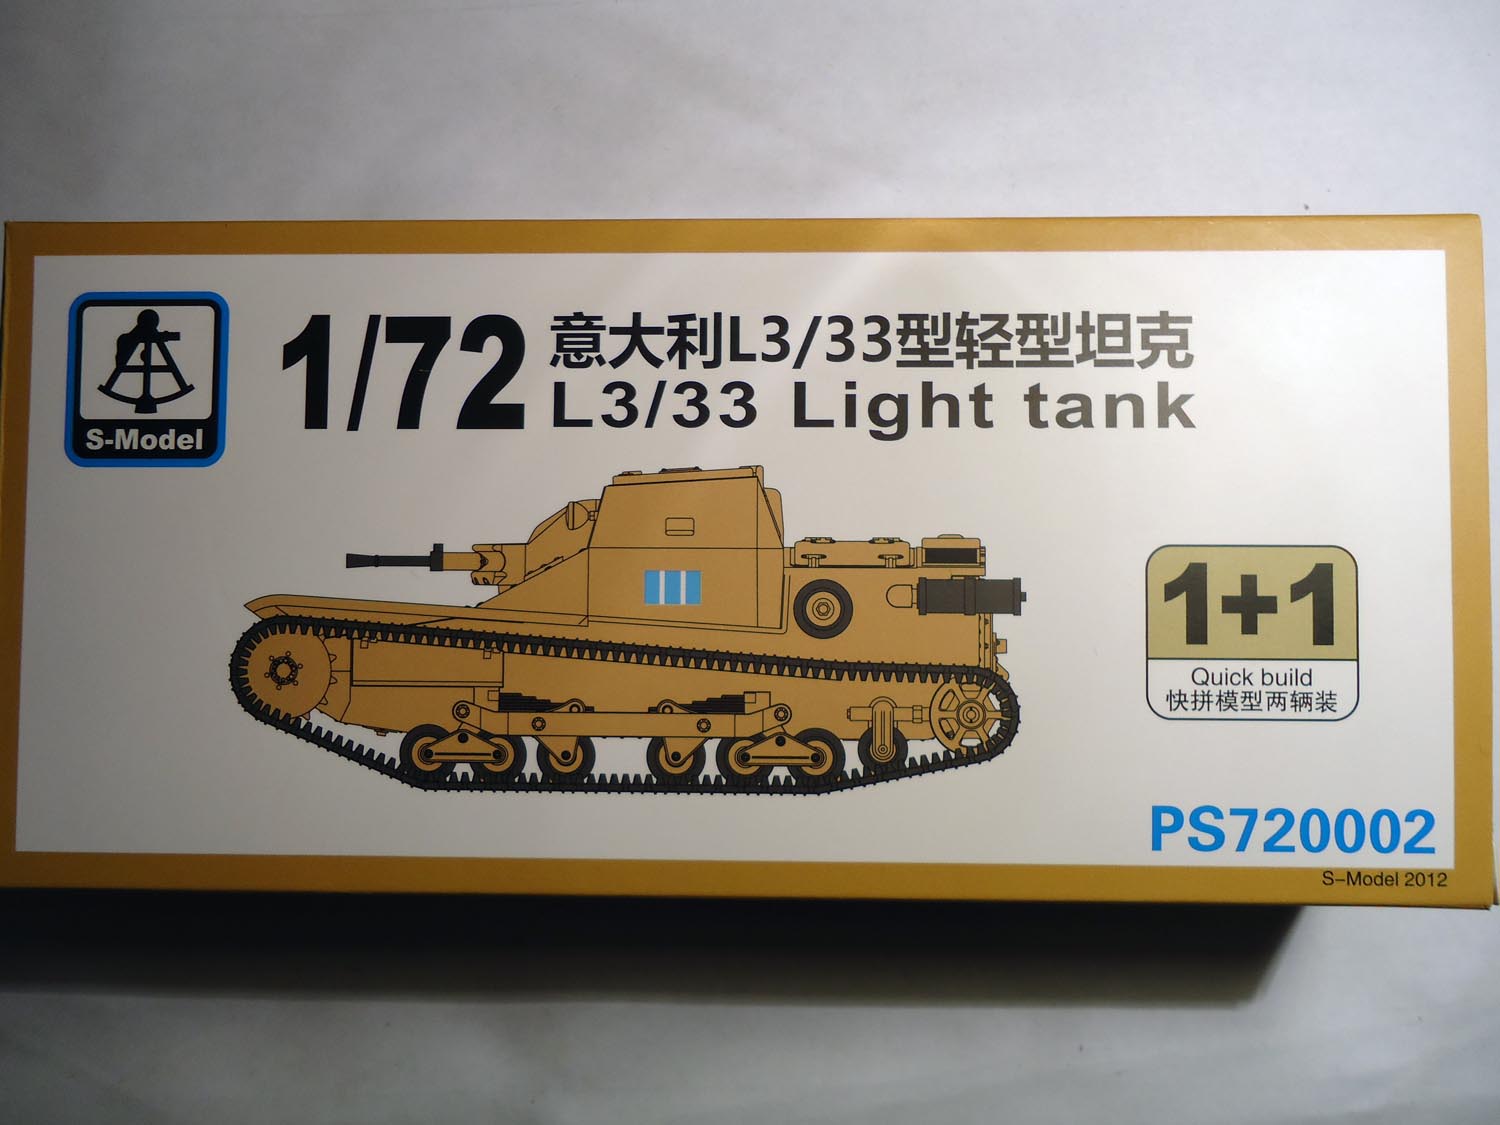 S-Model
1/72
意大利L3/33型轻型坦克
L3/33 Light tank
1+1
Quick build
快拼模型两辆装
PS720002
S-Model 2012